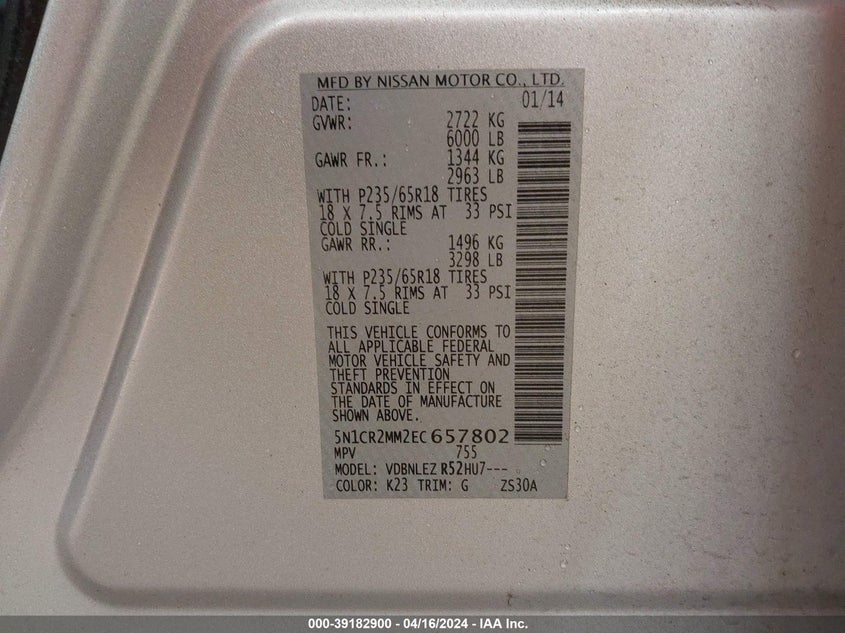 MFD BY NISSAN MOTOR CO., LTD.
DATE: 01/14
GVWR: 2722 KG
6000 LB
GAWR FR.: 1344 KG
2963 LB
WITH P235/65R18 TIRES
18 X 7.5 RIMS AT 33 PSI
COLD SINGLE
GAWR RR.: 1496 KG
3298 LB
WITH P235/65R18 TIRES
18 X 7.5 RIMS AT 33 PSI
COLD SINGLE
THIS VEHICLE CONFORMS TO
ALL APPLICABLE FEDERAL
MOTOR VEHICLE SAFETY AND
THEFT PREVENTION
STANDARDS IN EFFECT ON
THE DATE OF MANUFACTURE
SHOWN ABOVE.
5N1CR2MM2EC657802
MPV 755
MODEL: VDBNLEZ R52HU7---
COLOR: K23 TRIM: G ZS30A
000-39182900 - 04/16/2024 - IAA Inc.